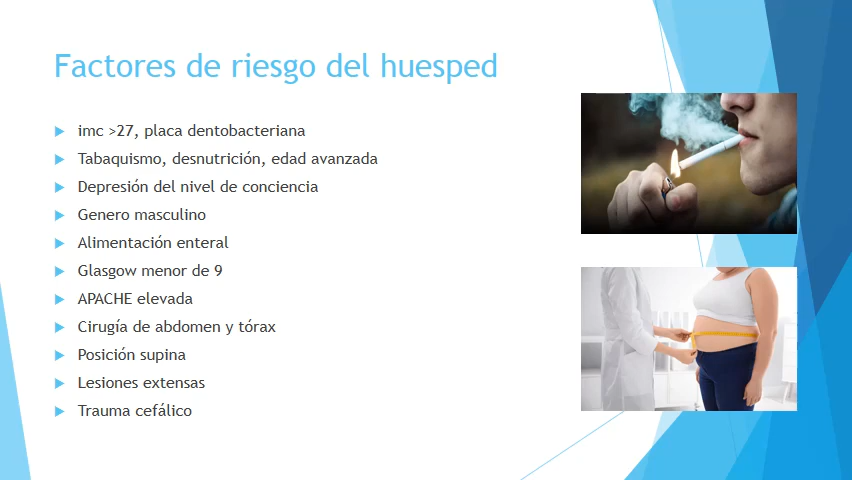 Factores de riesgo del huesped
imc >27, placa dentobacteriana
Tabaquismo, desnutrición, edad avanzada
Depresión del nivel de conciencia
Genero masculino
Alimentación enteral
Glasgow menor de 9
APACHE elevada
Cirugía de abdomen y tórax
Posición supina
Lesiones extensas
Trauma cefálico